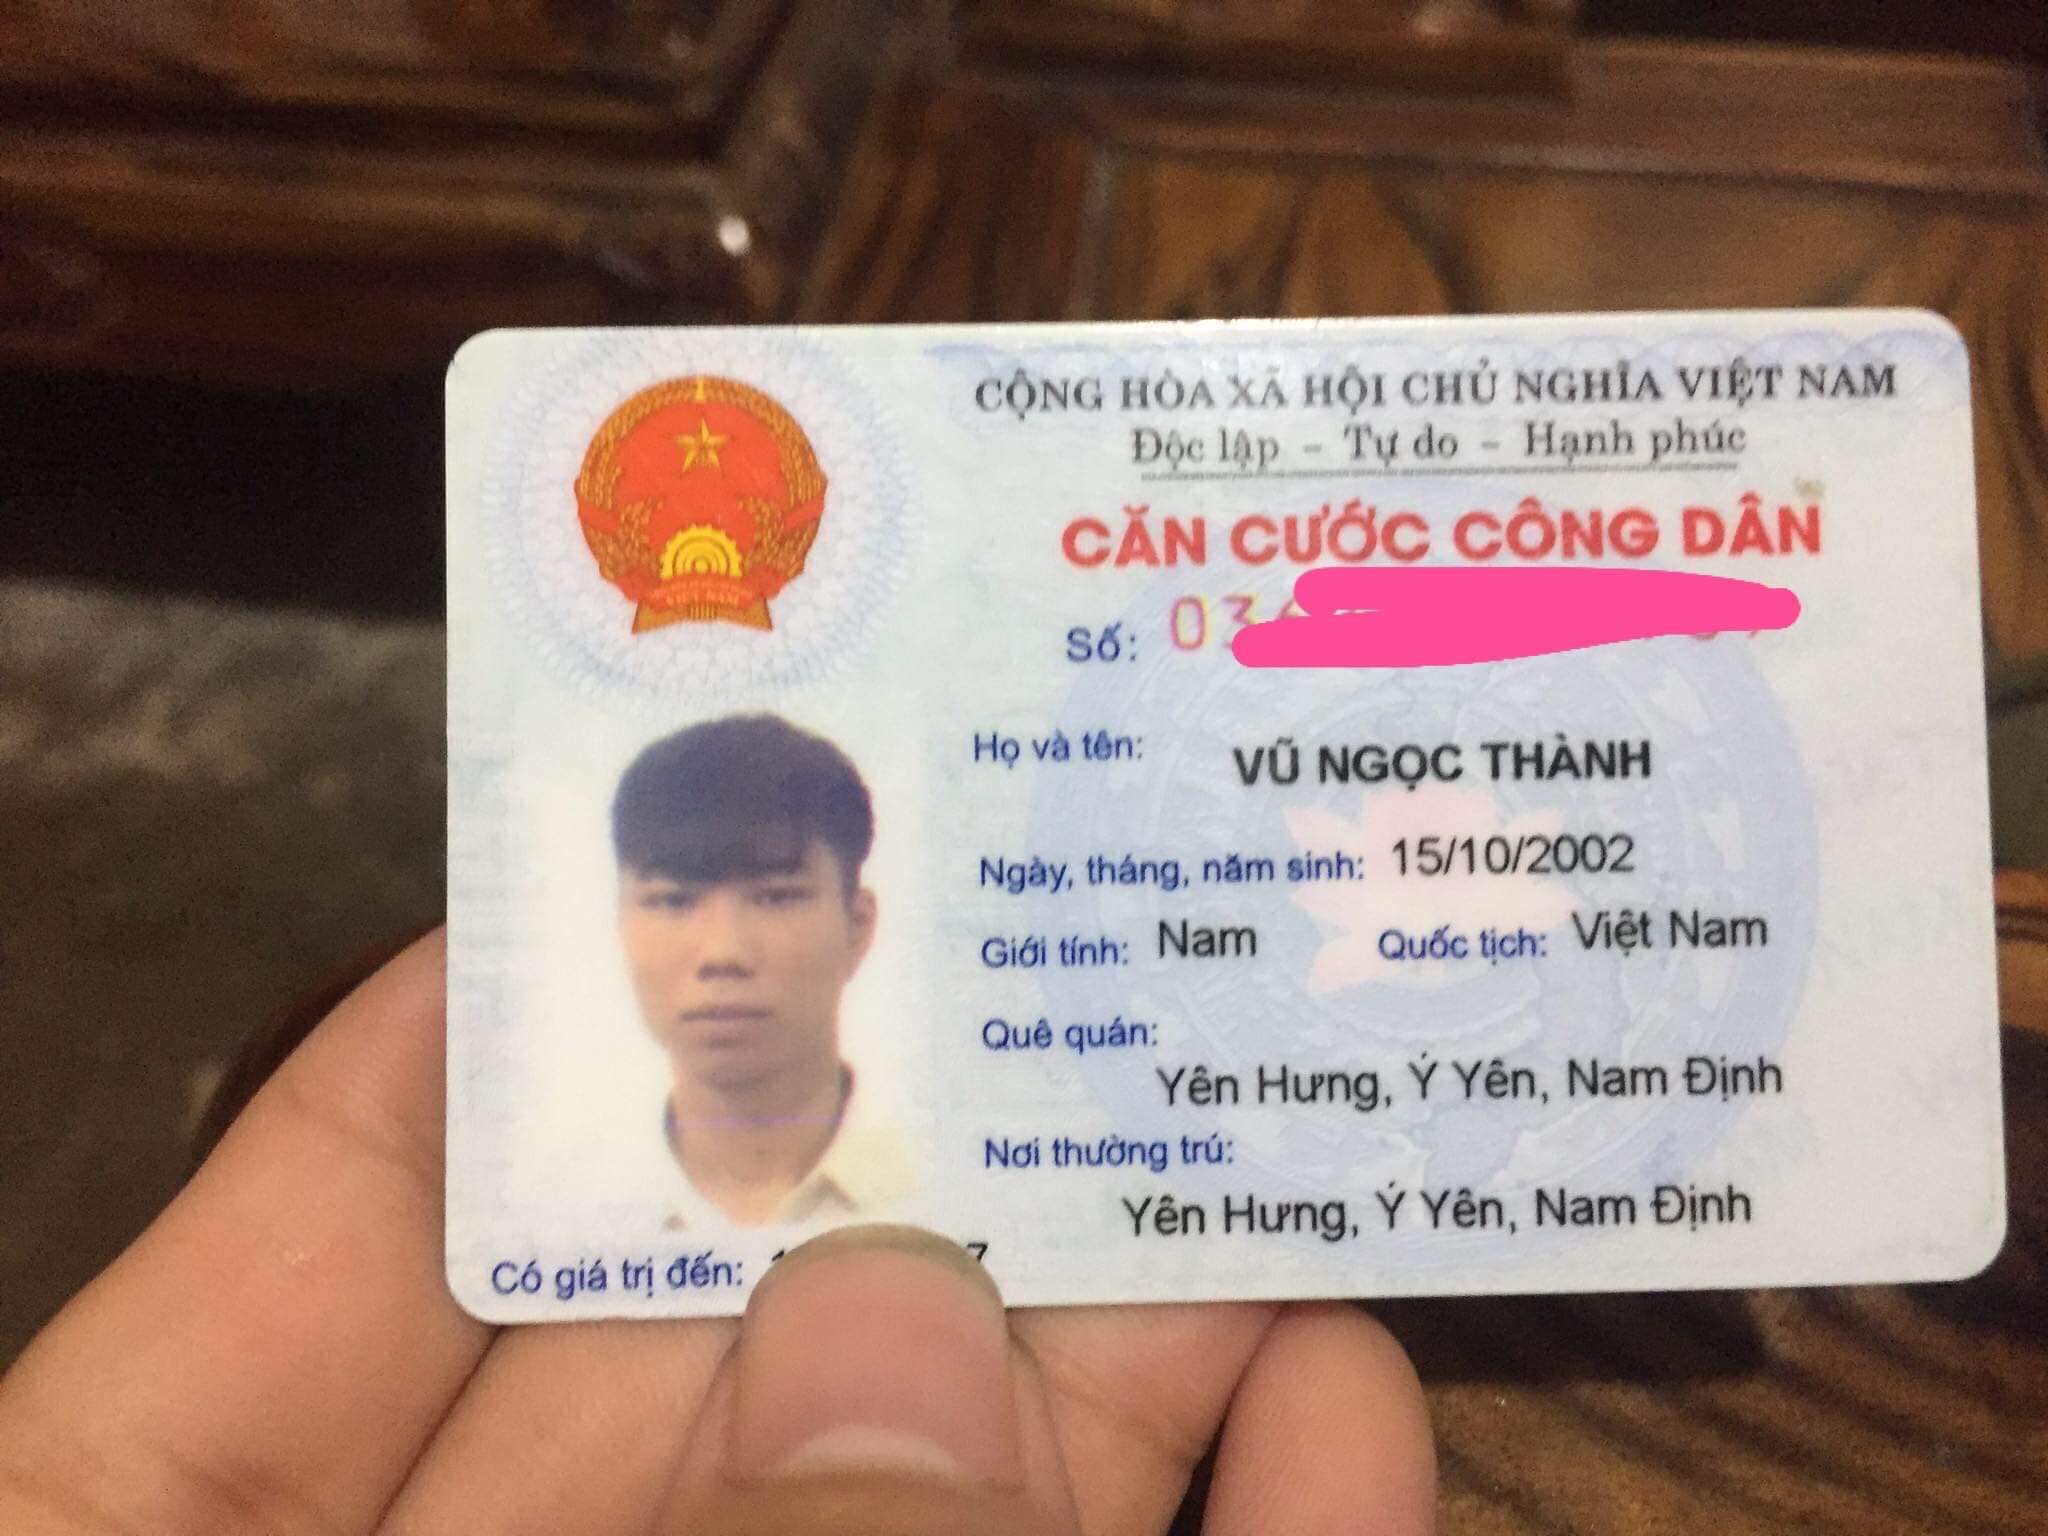 CỘNG HÒA XÃ HỘI CHỦ NGHĨA VIỆT NAM
Độc lập - Tự do - Hạnh phúc
CĂN CƯỚC CÔNG DÂN
Số: 03
VIỆT NAM
Họ và tên: VŨ NGỌC THÀNH
Ngày, tháng, năm sinh: 15/10/2002
Giới tính: Nam Quốc tịch: Việt Nam
Quê quán:
Yên Hưng, Ý Yên, Nam Định
Nơi thường trú:
Yên Hưng, Ý Yên, Nam Định
Có giá trị đến: